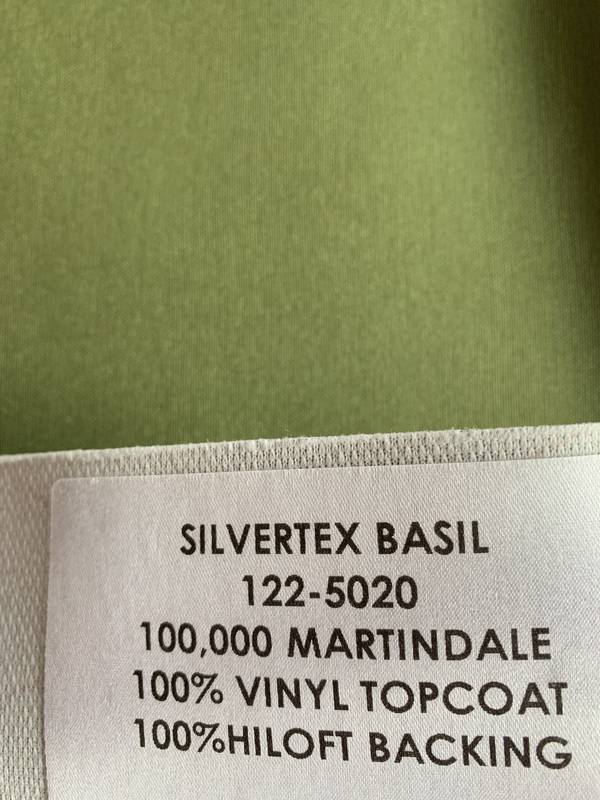 SILVERTEX BASIL
122-5020
100,000 MARTINDALE
100% VINYL TOPCOAT
100%HILOFT BACKING